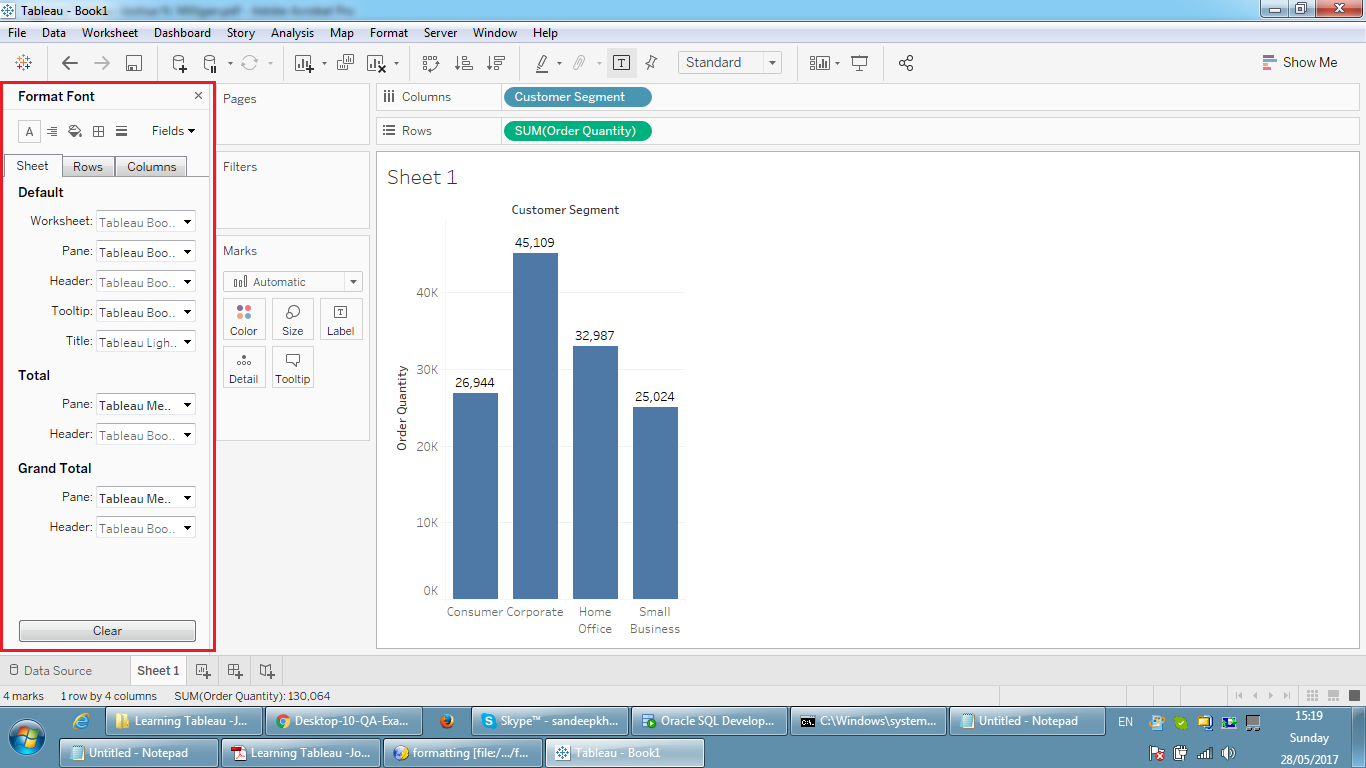 Tableau - Book1
File Data Worksheet Dashboard Story Analysis Map Format Server Window Help
Standard
Show Me
Format Font
A
Fields
Sheet Rows Columns
Default
Worksheet: Tableau Boo..
Pane: Tableau Boo..
Header: Tableau Boo..
Tooltip: Tableau Boo..
Title: Tableau Ligh..
Total
Pane: Tableau Me..
Header: Tableau Boo..
Grand Total
Pane: Tableau Me..
Header: Tableau Boo..
Clear
Pages
Filters
Marks
Automatic
Color Size Label
Detail Tooltip
Columns Customer Segment
Rows SUM(Order Quantity)
Sheet 1
Customer Segment
45,109
40K
32,987
30K
26,944
25,024
Order Quantity
20K
10K
0K
Consumer Corporate Home Office Small Business
Data Source Sheet 1
4 marks 1 row by 4 columns SUM(Order Quantity): 130,064
Learning Tableau -J... Desktop-10-QA-Exa... Skype™ - sandeepkh... Oracle SQL Develop... C:\Windows\system... Untitled - Notepad EN 15:19
Sunday
Untitled - Notepad Learning Tableau -Jo... formatting [file:/.../f... Tableau - Book1 28/05/2017